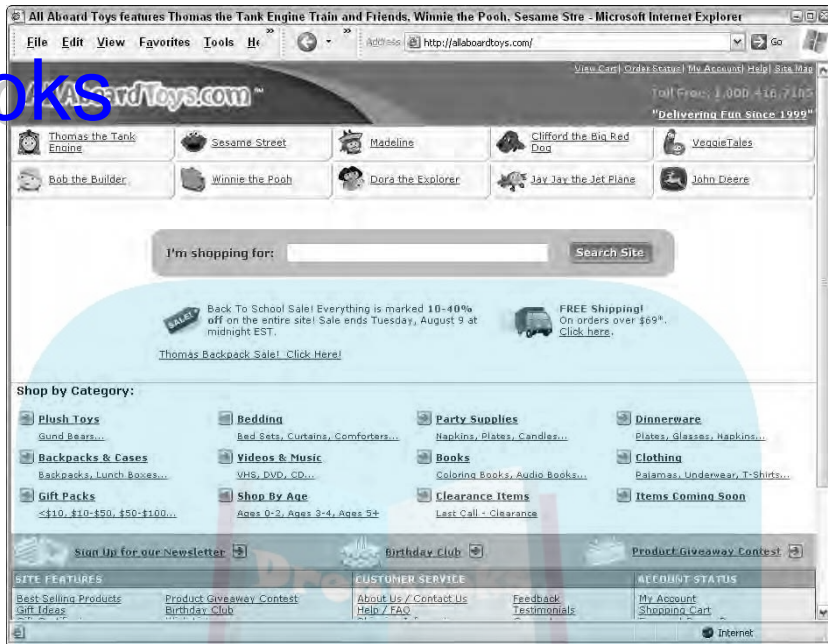 All Aboard Toys features Thomas the Tank Engine Train and Friends, Winnie the Pooh, Sesame Stre - Microsoft Internet Explorer
File Edit View Favorites Tools He » » Address http://allaboardtoys.com/ Go
View Cart| Order Status| My Account| Help| Site Map
oks
AllAboardToys.com™
Toll Free:
"Delivering Fun Since 1999"
Thomas the Tank Engine
Sesame Street
Madeline
Clifford the Big Red Dog
VeggieTales
Bob the Builder
Winnie the Pooh
Dora the Explorer
Jay Jay the Jet Plane
John Deere
I'm shopping for: Search Site
SALE!
Back To School Sale! Everything is marked 10-40%
off on the entire site! Sale ends Tuesday, August 9 at
midnight EST.
Thomas Backpack Sale! Click Here!
FREE Shipping!
On orders over $69*.
Click here.
Shop by Category:
Plush Toys
Gund Bears...
Bedding
Bed Sets, Curtains, Comforters...
Party Supplies
Napkins, Plates, Candles...
Dinnerware
Plates, Glasses, Napkins...
Backpacks & Cases
Backpacks, Lunch Boxes...
Videos & Music
VHS, DVD, CD...
Books
Coloring Books, Audio Books...
Clothing
Pajamas, Underwear, T-Shirts...
Gift Packs
<$10, $10-$50, $50-$100...
Shop By Age
Ages 0-2, Ages 3-4, Ages 5+
Clearance Items
Last Call - Clearance
Items Coming Soon
Sign Up for our Newsletter
Birthday Club
Product Giveaway Contest
SITE FEATURES
CUSTOMER SERVICE
ACCOUNT STATUS
Best Selling Products Product Giveaway Contest About Us / Contact Us Feedback My Account
Gift Ideas Birthday Club Help / FAQ Testimonials Shopping Cart
Internet